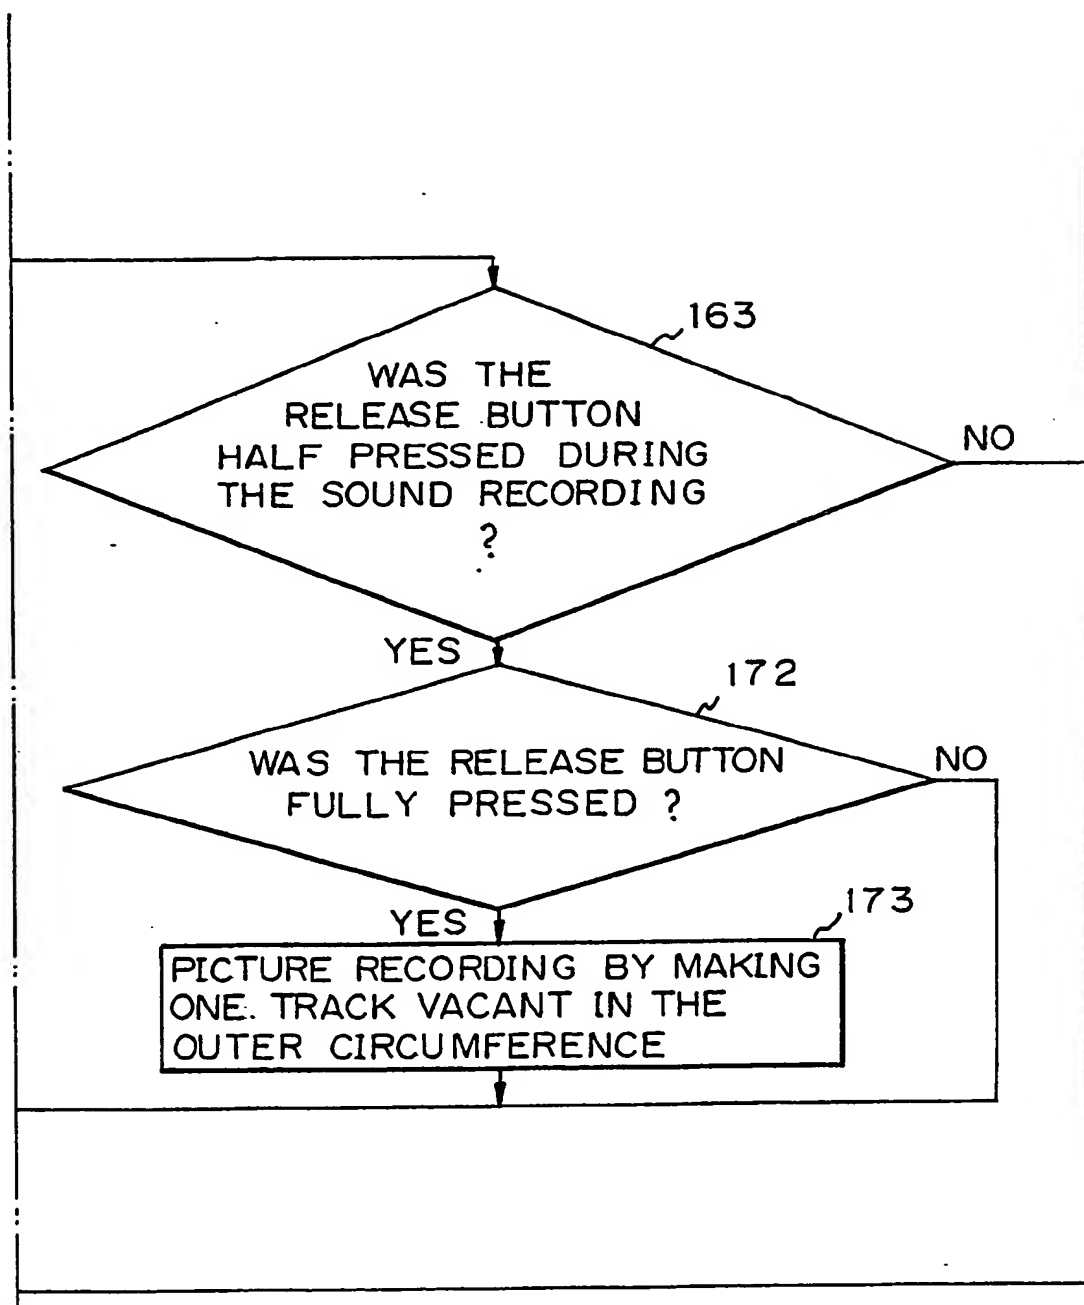 163
WAS THE
RELEASE BUTTON
HALF PRESSED DURING
THE SOUND RECORDING
?
NO
YES
172
WAS THE RELEASE BUTTON
FULLY PRESSED ?
NO
YES
173
PICTURE RECORDING BY MAKING
ONE. TRACK VACANT IN THE
OUTER CIRCUMFERENCE